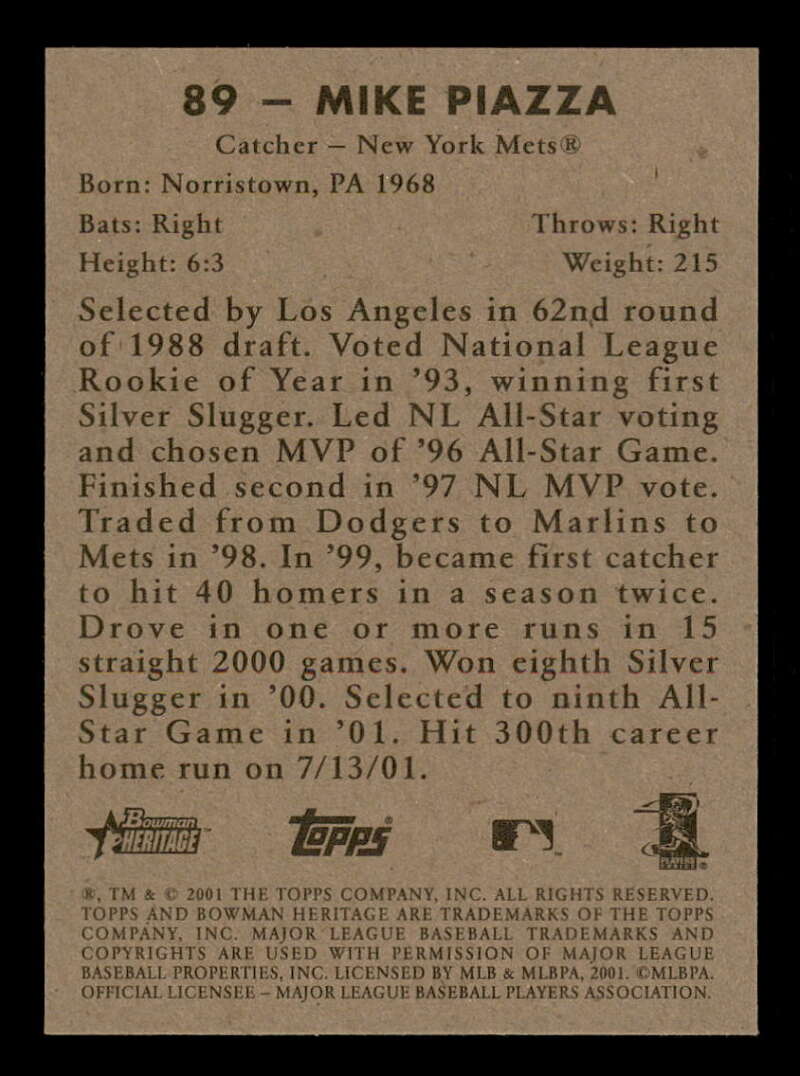 89 – MIKE PIAZZA
Catcher – New York Mets®
Born: Norristown, PA 1968
Bats: Right Throws: Right
Height: 6:3 Weight: 215
Selected by Los Angeles in 62nd round
of 1988 draft. Voted National League
Rookie of Year in ’93, winning first
Silver Slugger. Led NL All-Star voting
and chosen MVP of ’96 All-Star Game.
Finished second in ’97 NL MVP vote.
Traded from Dodgers to Marlins to
Mets in ’98. In ’99, became first catcher
to hit 40 homers in a season twice.
Drove in one or more runs in 15
straight 2000 games. Won eighth Silver
Slugger in ’00. Selected to ninth All-
Star Game in ’01. Hit 300th career
home run on 7/13/01.
Bowman HERITAGE™ Topps®
®, TM & © 2001 THE TOPPS COMPANY, INC. ALL RIGHTS RESERVED.
TOPPS AND BOWMAN HERITAGE ARE TRADEMARKS OF THE TOPPS
COMPANY, INC. MAJOR LEAGUE BASEBALL TRADEMARKS AND
COPYRIGHTS ARE USED WITH PERMISSION OF MAJOR LEAGUE
BASEBALL PROPERTIES, INC. LICENSED BY MLB & MLBPA, 2001. ©MLBPA.
OFFICIAL LICENSEE – MAJOR LEAGUE BASEBALL PLAYERS ASSOCIATION.